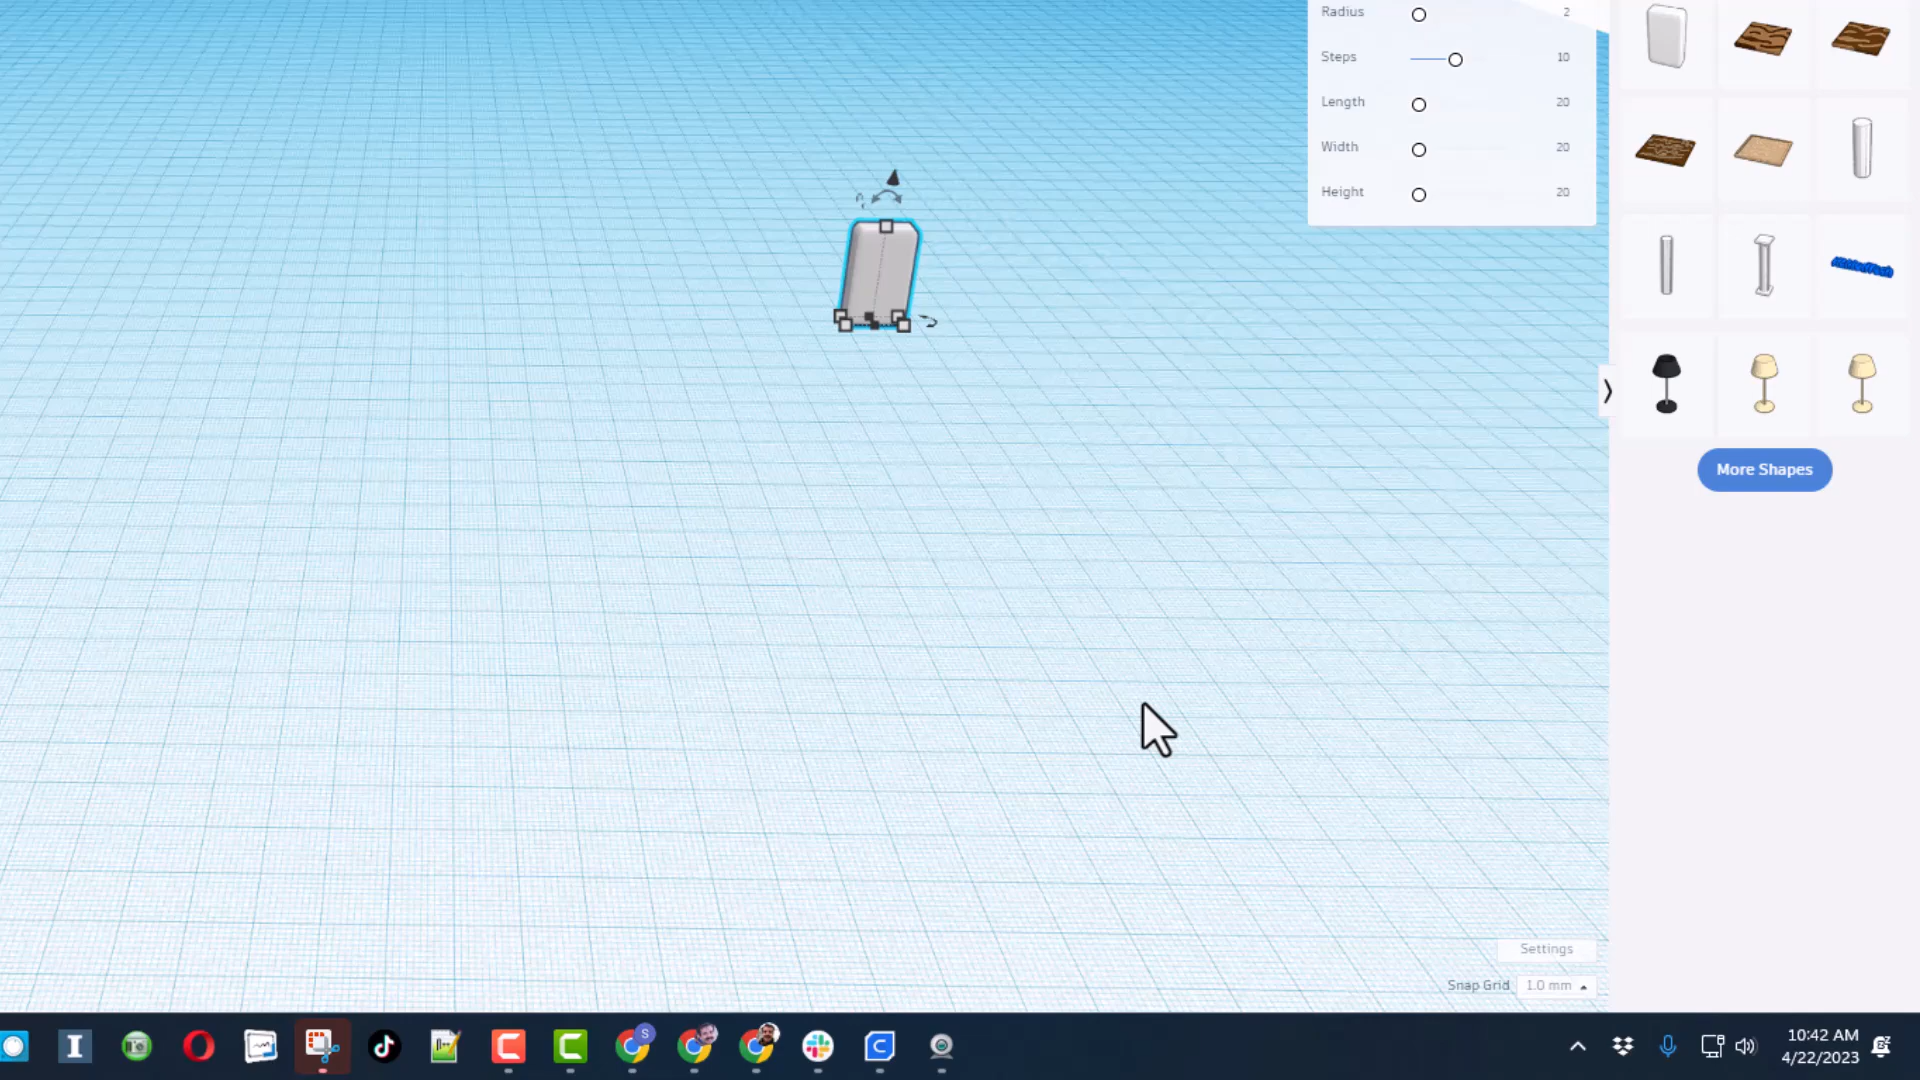 Radius 2
Steps 10
Length 20
Width 20
Height 20
More Shapes
Settings
Snap Grid 1.0 mm
10:42 AM
4/22/2023